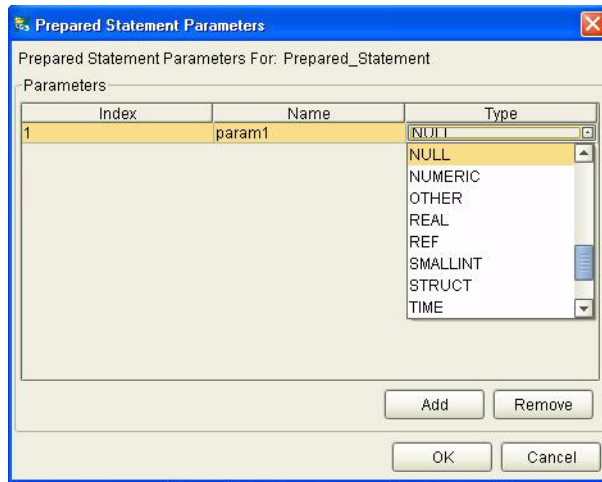 Prepared Statement Parameters
Prepared Statement Parameters For: Prepared_Statement
Parameters
Index Name Type
1 param1 NULL
NULL
NUMERIC
OTHER
REAL
REF
SMALLINT
STRUCT
TIME
Add Remove
OK Cancel